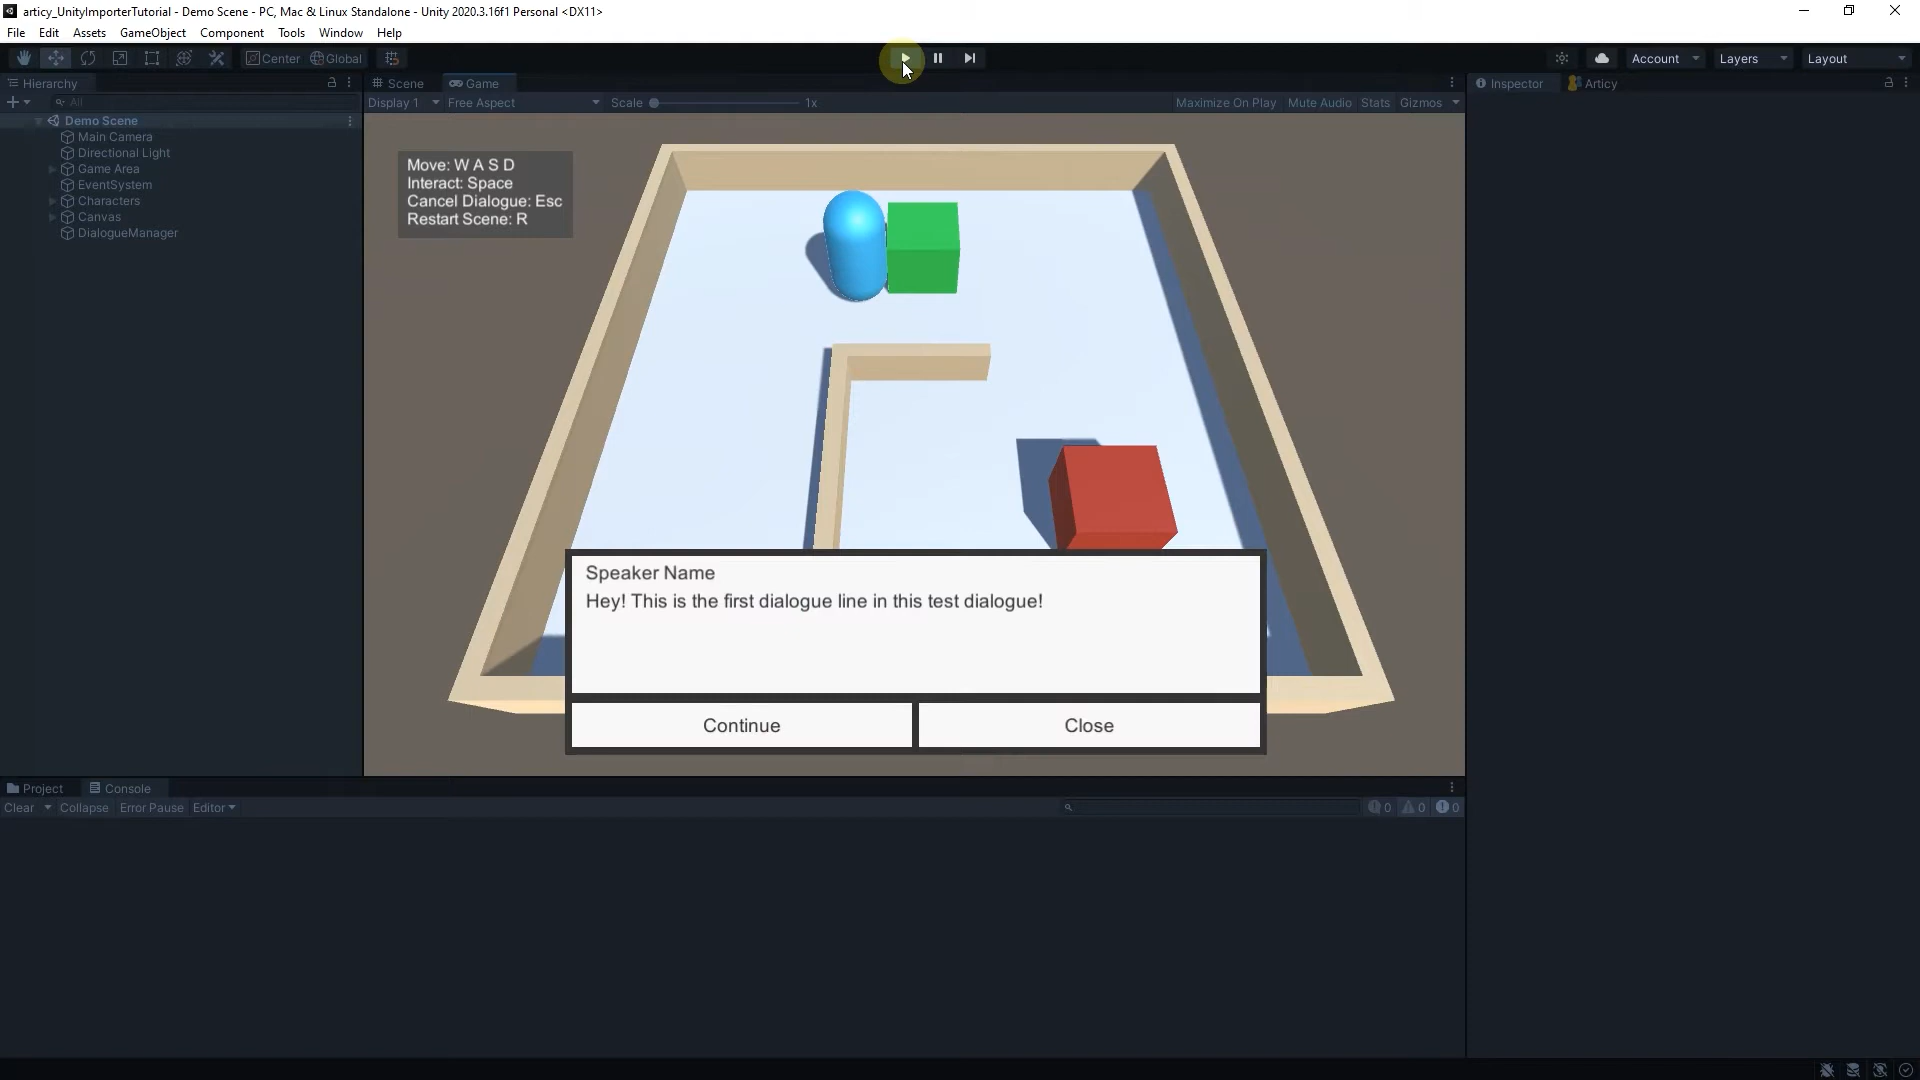 articy_UnityImporterTutorial - Demo Scene - PC, Mac & Linux Standalone - Unity 2020.3.16f1 Personal <DX11>
File Edit Assets GameObject Component Tools Window Help
Center Global Account Layers Layout
Hierarchy
All
Demo Scene
Main Camera
Directional Light
Game Area
EventSystem
Characters
Canvas
DialogueManager
Scene Game
Display 1 Free Aspect Scale 1x Maximize On Play Mute Audio Stats Gizmos
Inspector Articy
Move: W A S D
Interact: Space
Cancel Dialogue: Esc
Restart Scene: R
Speaker Name
Hey! This is the first dialogue line in this test dialogue!
Continue Close
Project Console
Clear Collapse Error Pause Editor 0 0 0